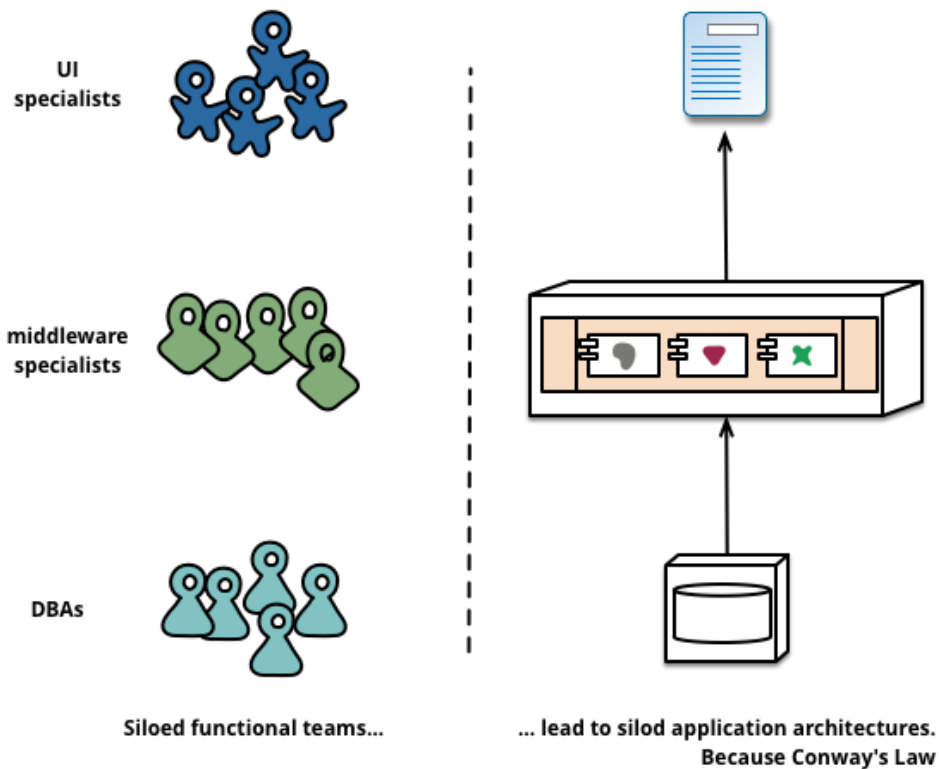 UI
specialists
middleware
specialists
DBAs
Siloed functional teams...
... lead to silod application architectures.
Because Conway's Law